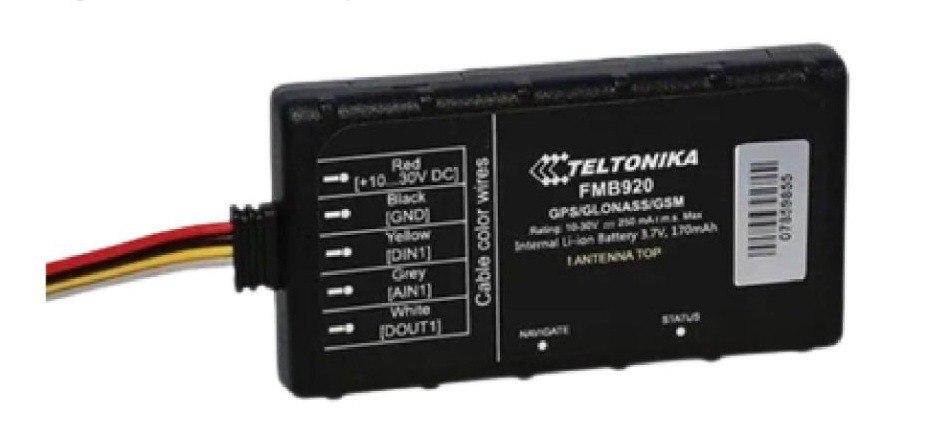 Red
[+10...30V DC]
Black
[GND]
Yellow
[DIN1]
Grey
[AIN1]
White
[DOUT1]
Cable color wires
TELTONIKA
FMB920
GPS/GLONASS/GSM
Rating: 10-30V ⎓ 250 mA r.m.s. Max
Internal Li-ion Battery 3.7V, 170mAh
! ANTENNA TOP
NAVIGATE
STATUS